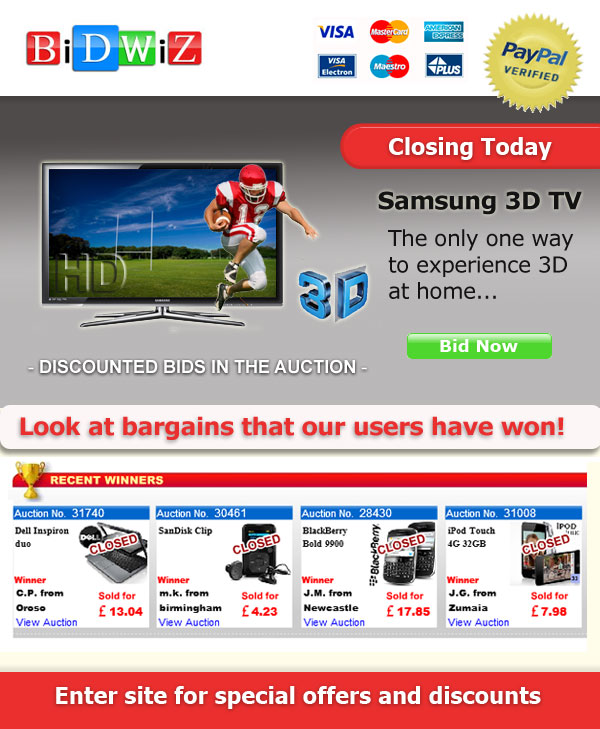 BiDWiZ
VISA
MasterCard
AMERICAN EXPRESS
VISA Electron
Maestro
PLUS
PayPal
VERIFIED
Closing Today
Samsung 3D TV
The only one way
to experience 3D
at home...
HD
SAMSUNG
12
3D
Bid Now
- DISCOUNTED BIDS IN THE AUCTION -
Look at bargains that our users have won!
RECENT WINNERS
Auction No. 31740
Dell Inspiron
duo
DELL
CLOSED
Winner
C.P. from
Oroso
Sold for
£ 13.04
View Auction
Auction No. 30461
SanDisk Clip
CLOSED
Winner
m.k. from
birmingham
Sold for
£ 4.23
View Auction
Auction No. 28430
BlackBerry
Bold 9900
BlackBerry
CLOSED
Winner
J.M. from
Newcastle
Sold for
£ 17.85
View Auction
Auction No. 31008
iPod Touch
4G 32GB
IPOD
CLOSED
Winner
J.G. from
Zumaia
Sold for
£ 7.98
View Auction
Enter site for special offers and discounts